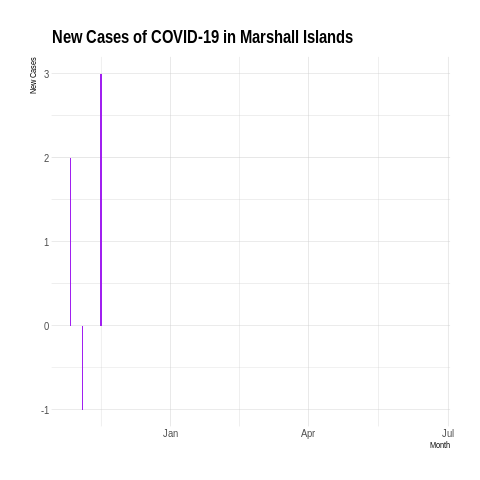 New Cases of COVID-19 in Marshall Islands
New Cases
3
2
1
0
-1
Jan Apr Jul
Month